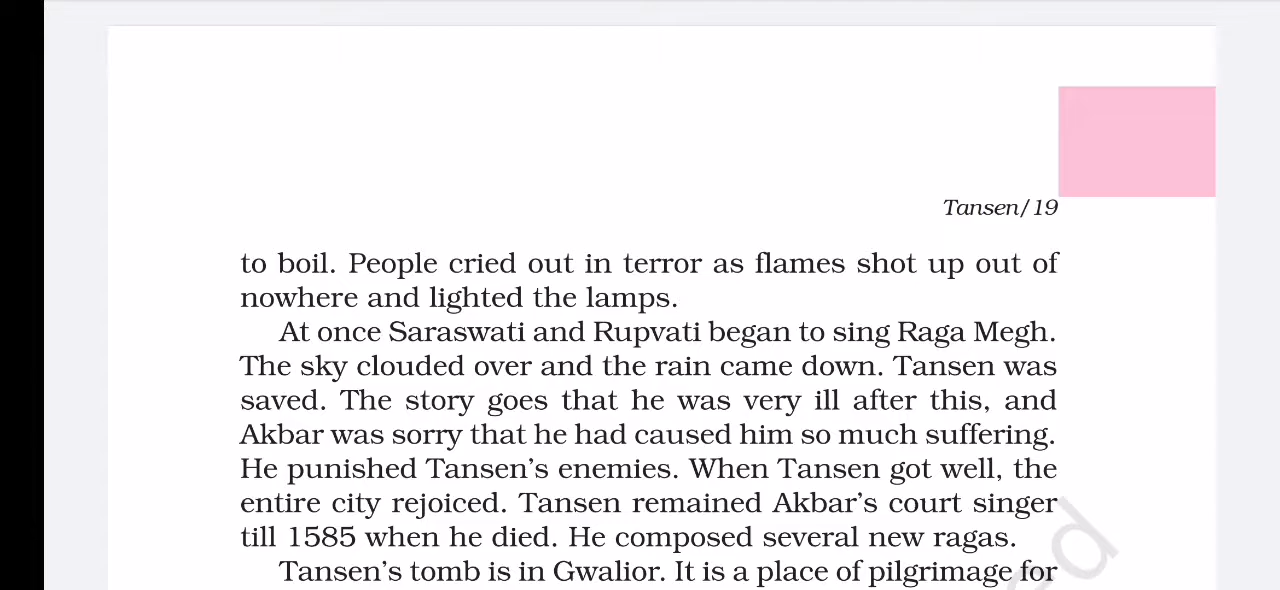 Tansen/19
to boil. People cried out in terror as flames shot up out of
nowhere and lighted the lamps.
At once Saraswati and Rupvati began to sing Raga Megh.
The sky clouded over and the rain came down. Tansen was
saved. The story goes that he was very ill after this, and
Akbar was sorry that he had caused him so much suffering.
He punished Tansen's enemies. When Tansen got well, the
entire city rejoiced. Tansen remained Akbar's court singer
till 1585 when he died. He composed several new ragas.
Tansen's tomb is in Gwalior. It is a place of pilgrimage for